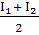 I₁ + I₂
2